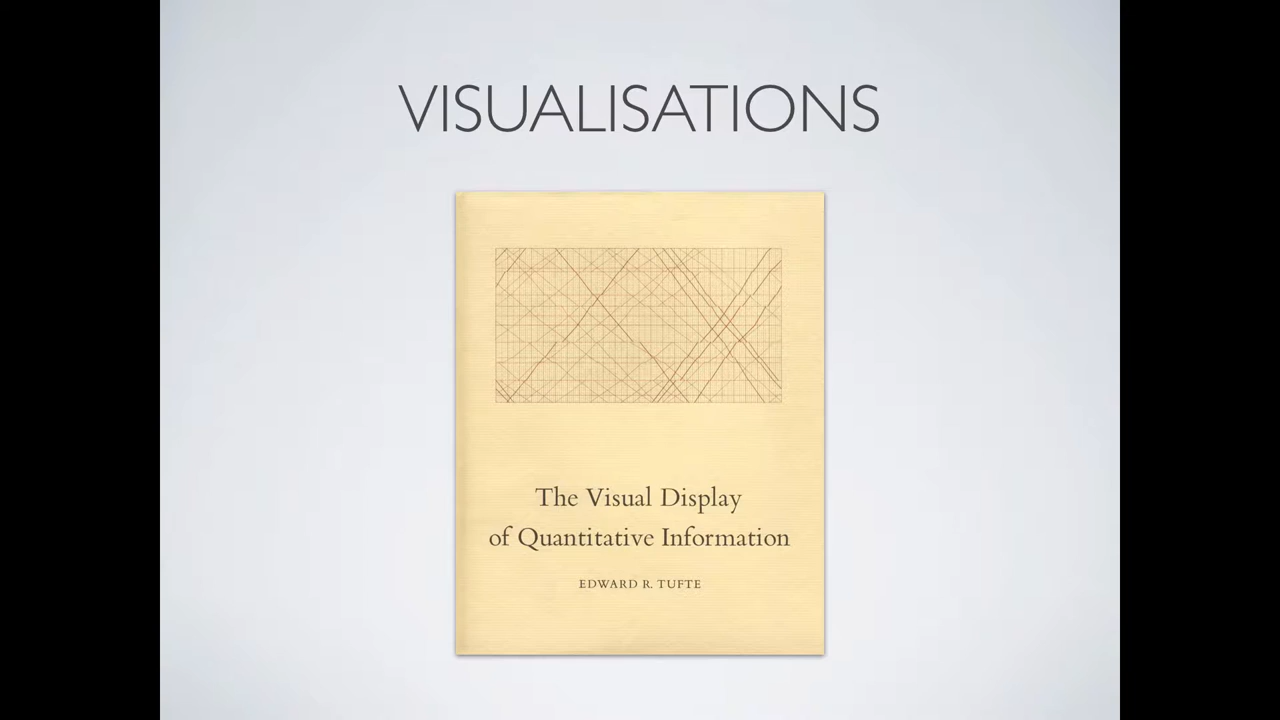 VISUALISATIONS
The Visual Display
of Quantitative Information
EDWARD R. TUFTE